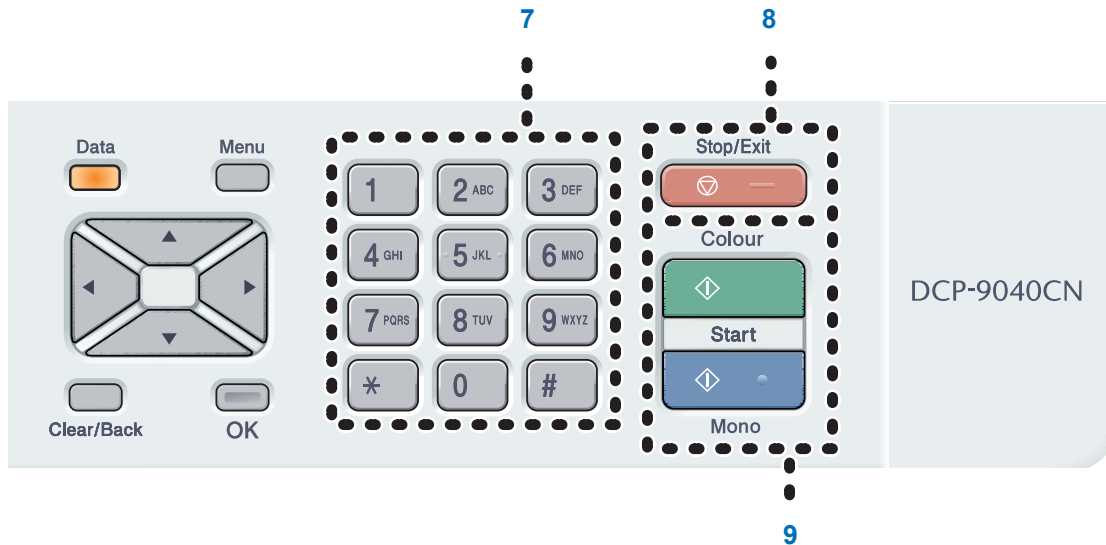 7 8
Data Menu Stop/Exit
1 2 ABC 3 DEF
Colour
4 GHI 5 JKL 6 MNO
DCP-9040CN
7 PQRS 8 TUV 9 WXYZ
Start
* 0 #
Clear/Back OK Mono
9